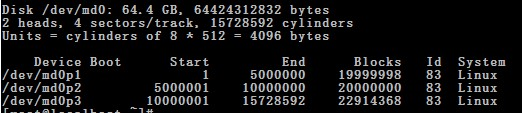 Disk /dev/md0: 64.4 GB, 64424312832 bytes
2 heads, 4 sectors/track, 15728592 cylinders
Units = cylinders of 8 * 512 = 4096 bytes
Device Boot Start End Blocks Id System
/dev/md0p1 1 5000000 19999998 83 Linux
/dev/md0p2 5000001 10000000 20000000 83 Linux
/dev/md0p3 10000001 15728592 22914368 83 Linux
[root@localhost ~]#